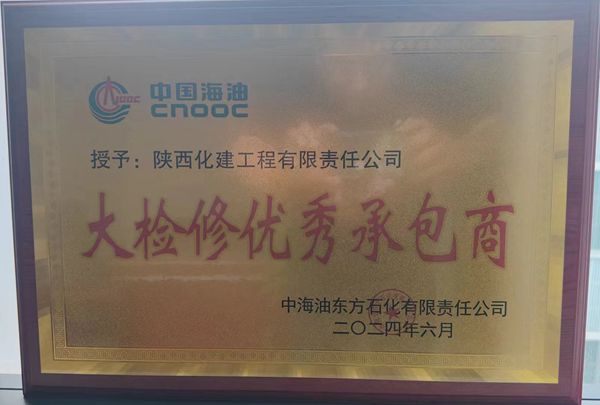 中国海油
CNOOC
授予：陕西化建工程有限责任公司
大检修优秀承包商
中海油东方石化有限责任公司
二〇二四年六月